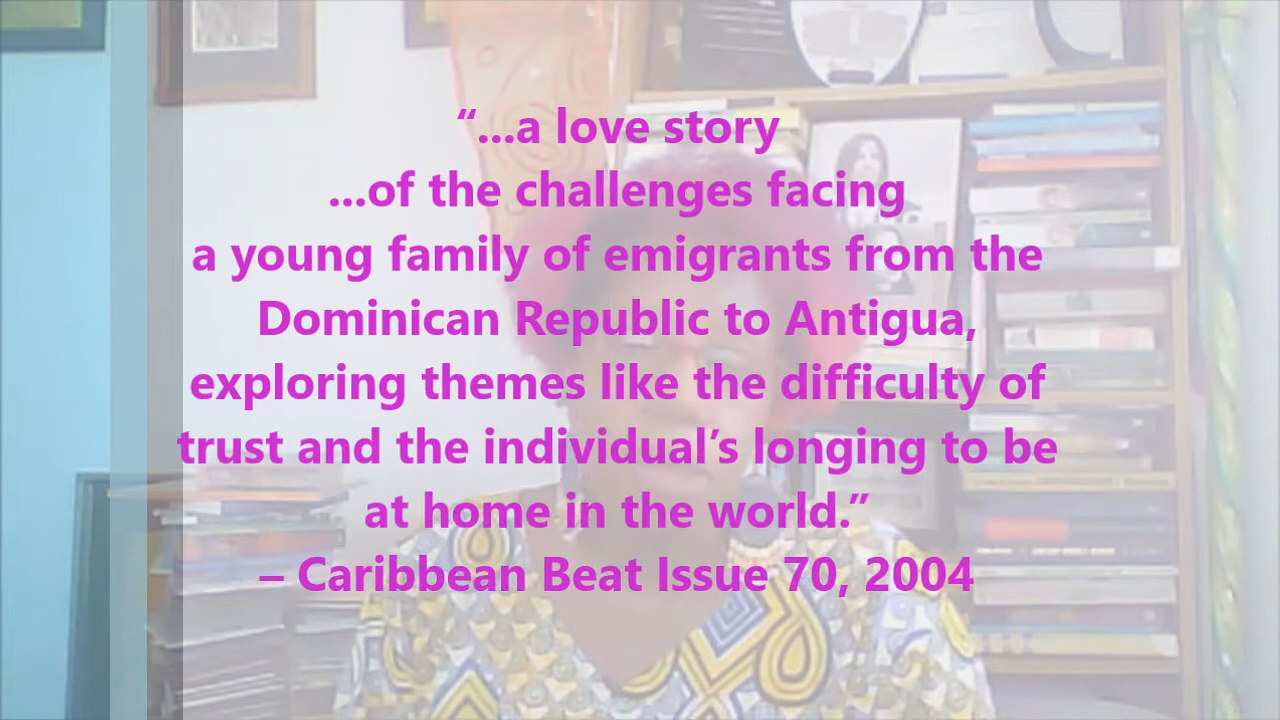 “...a love story
...of the challenges facing
a young family of emigrants from the
Dominican Republic to Antigua,
exploring themes like the difficulty of
trust and the individual’s longing to be
at home in the world.”
– Caribbean Beat Issue 70, 2004